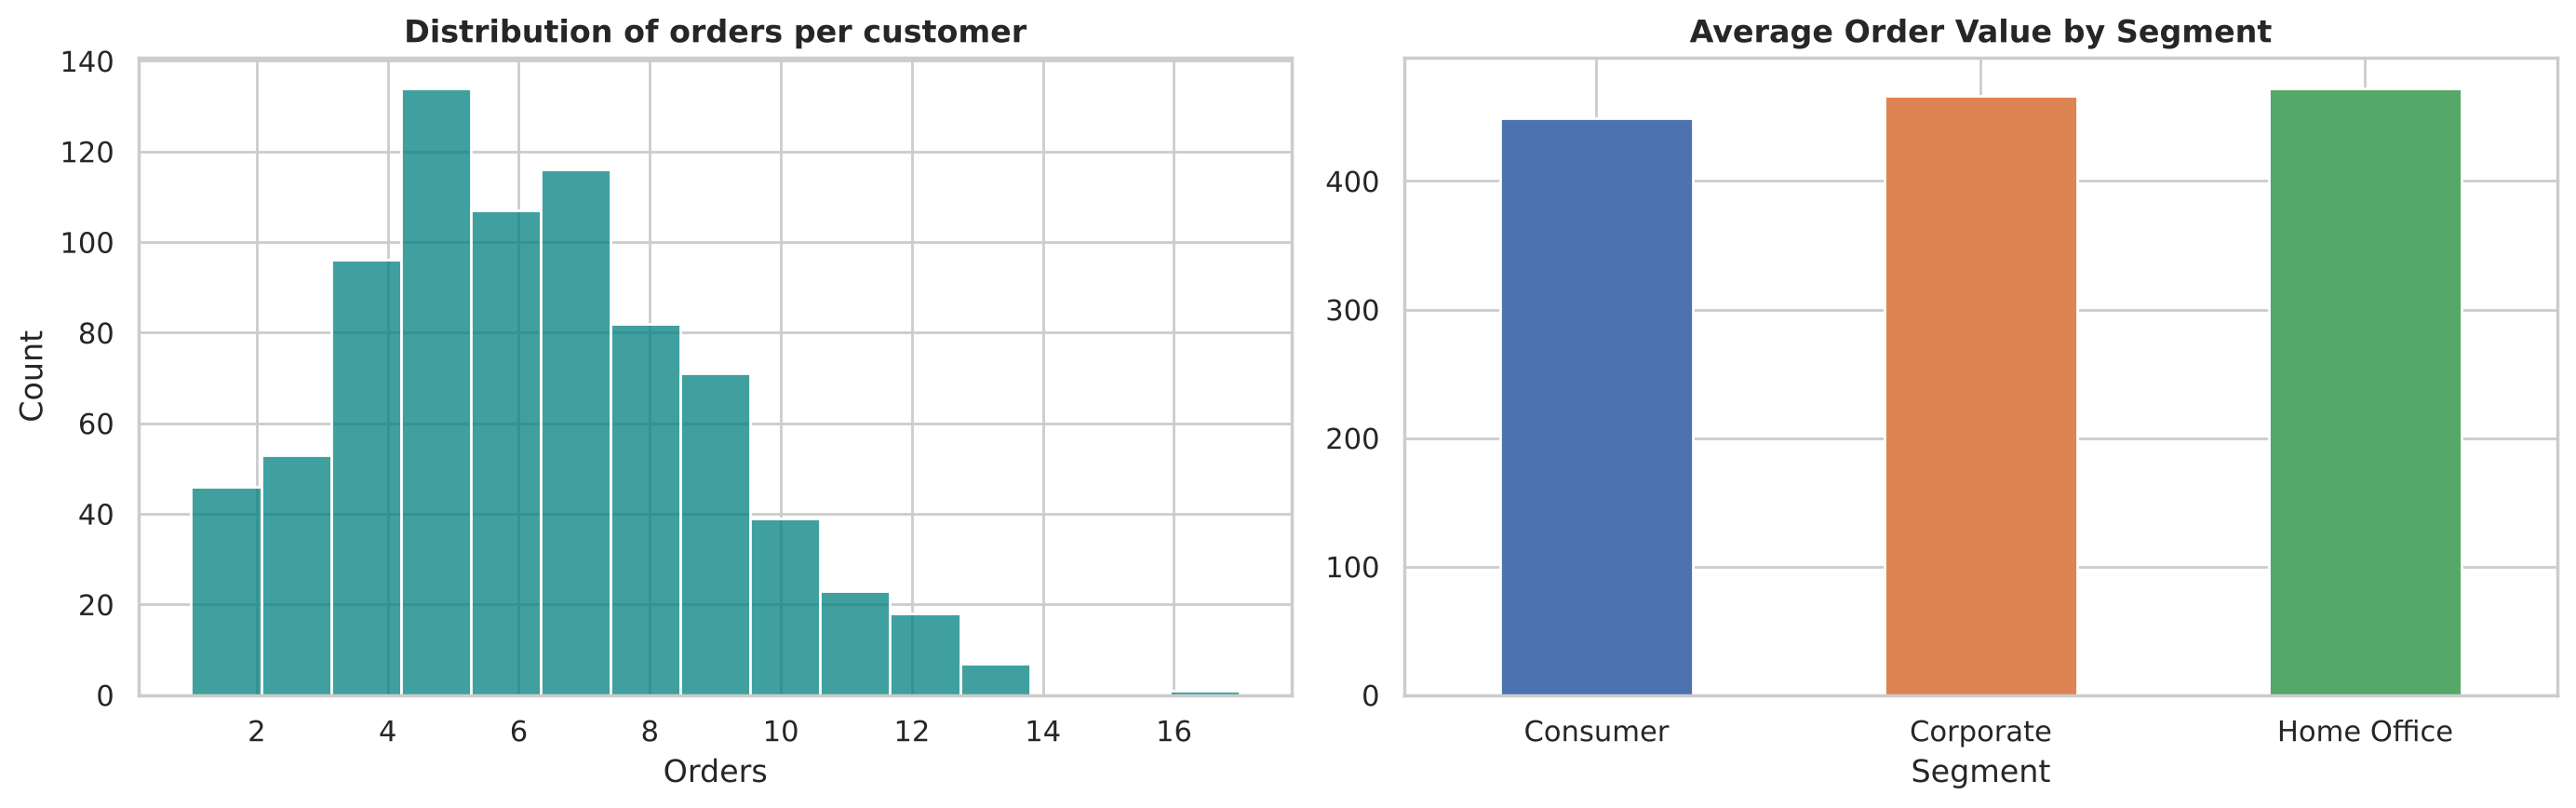 Distribution of orders per customer
140
120
100
80
60
40
20
0
Count
2 4 6 8 10 12 14 16
Orders
Average Order Value by Segment
400
300
200
100
0
Consumer Corporate Home Office
Segment